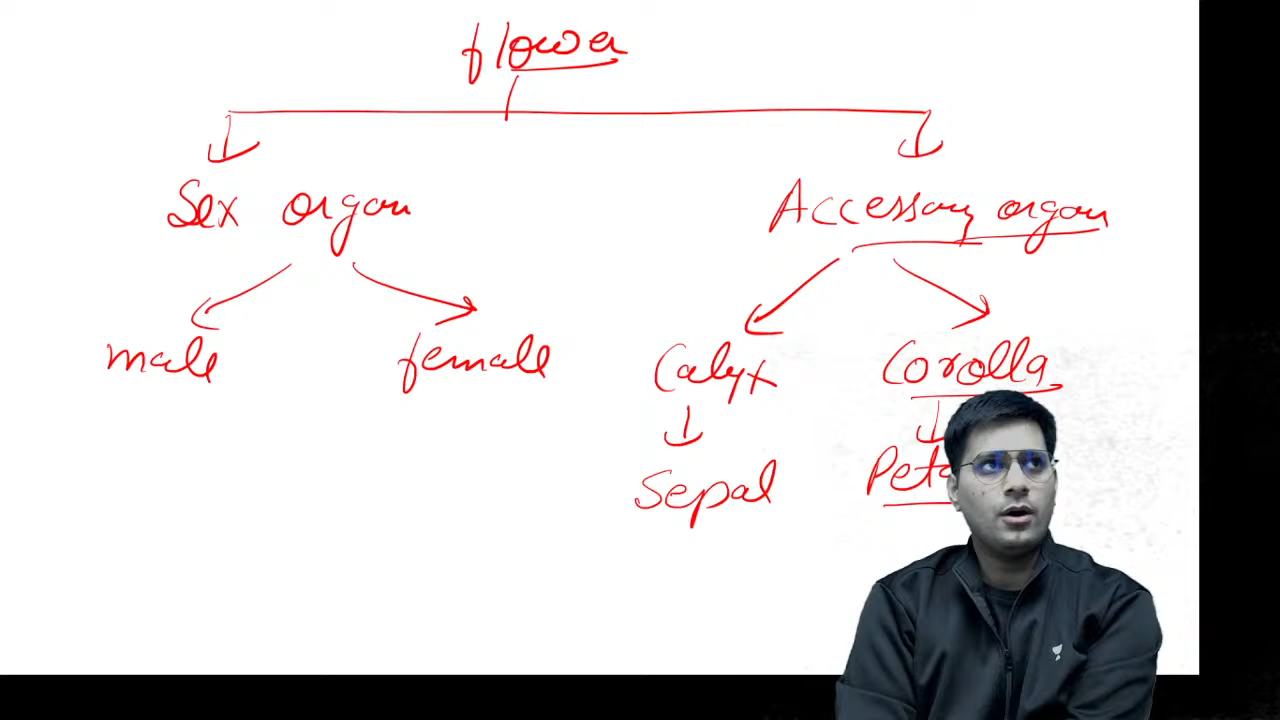 flower
Sex organ
Accessory organ
male
female
Calyx
Corolla
Sepal